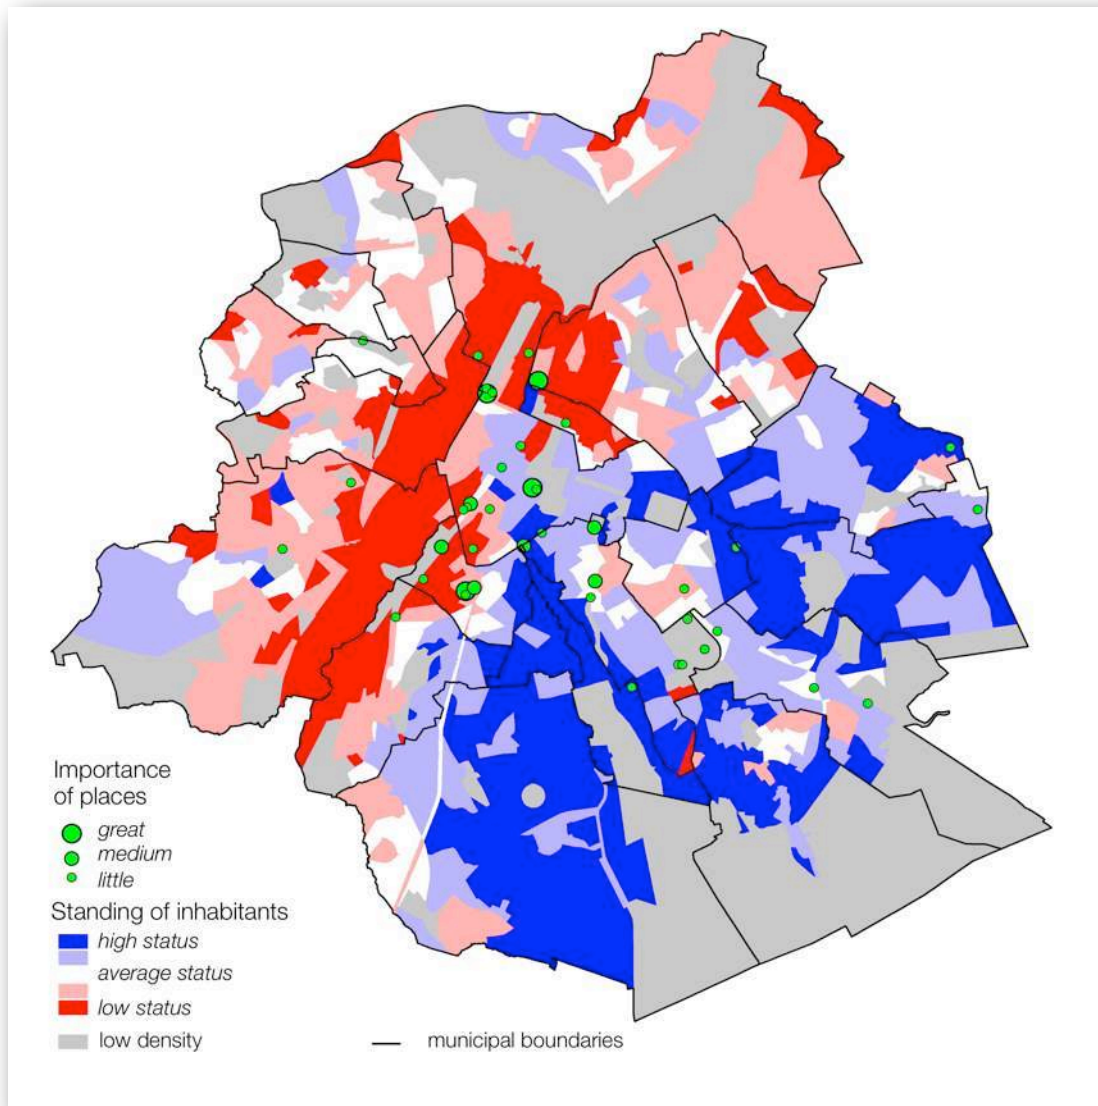 Importance
of places
great
medium
little
Standing of inhabitants
high status
average status
low status
low density
municipal boundaries